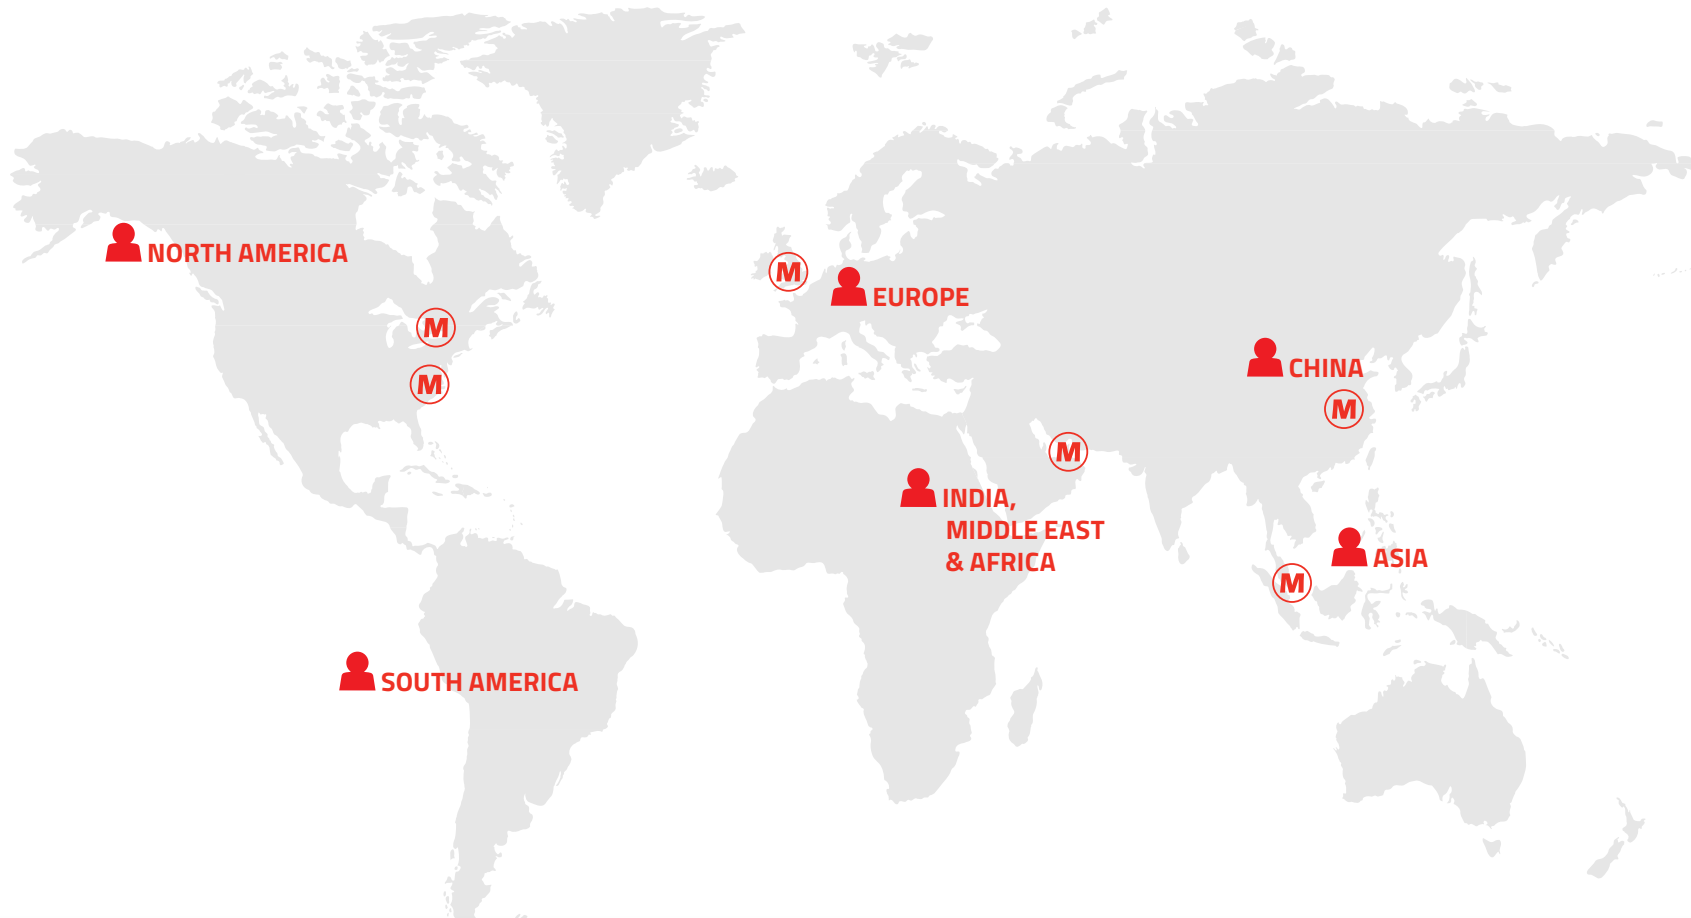 NORTH AMERICA
M
EUROPE
M
CHINA
M
M
M
INDIA,
MIDDLE EAST
& AFRICA
ASIA
M
SOUTH AMERICA